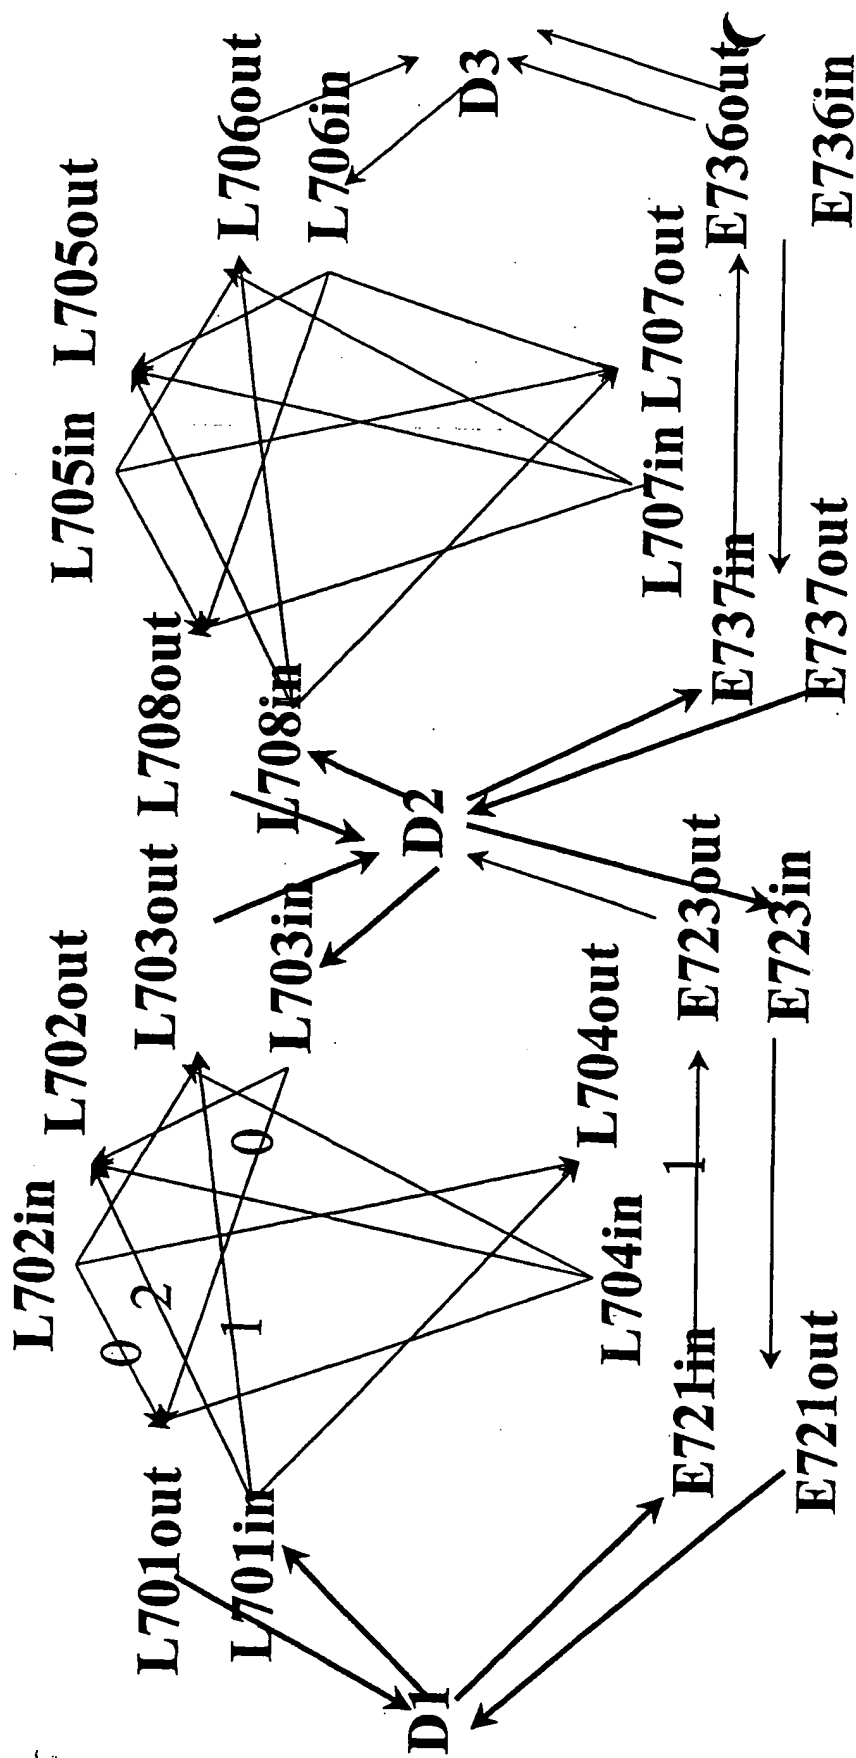 L702in
L702out
L705in
L705out
L701out
0
L703out
L708out
L706out
2
L701in
1
0
L703in
L708in
L706in
D1
D2
D3
L704in
L704out
L707in
L707out
E721in
1
E723out
E737in
E736out
E721out
E723in
E737out
E736in